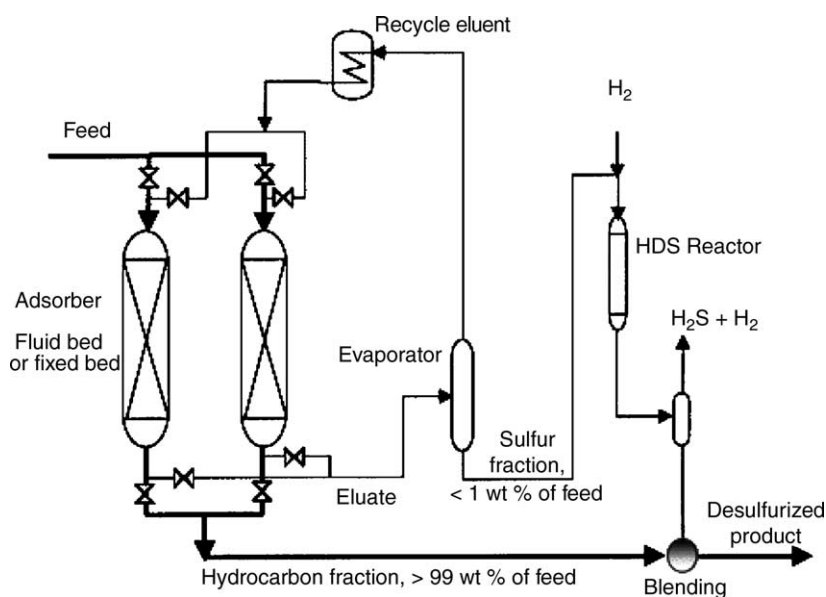 Recycle eluent
H₂
Feed
HDS Reactor
Adsorber
Fluid bed
or fixed bed
H₂S + H₂
Evaporator
Sulfur
fraction,
< 1 wt % of feed
Eluate
Desulfurized
product
Hydrocarbon fraction, > 99 wt % of feed
Blending